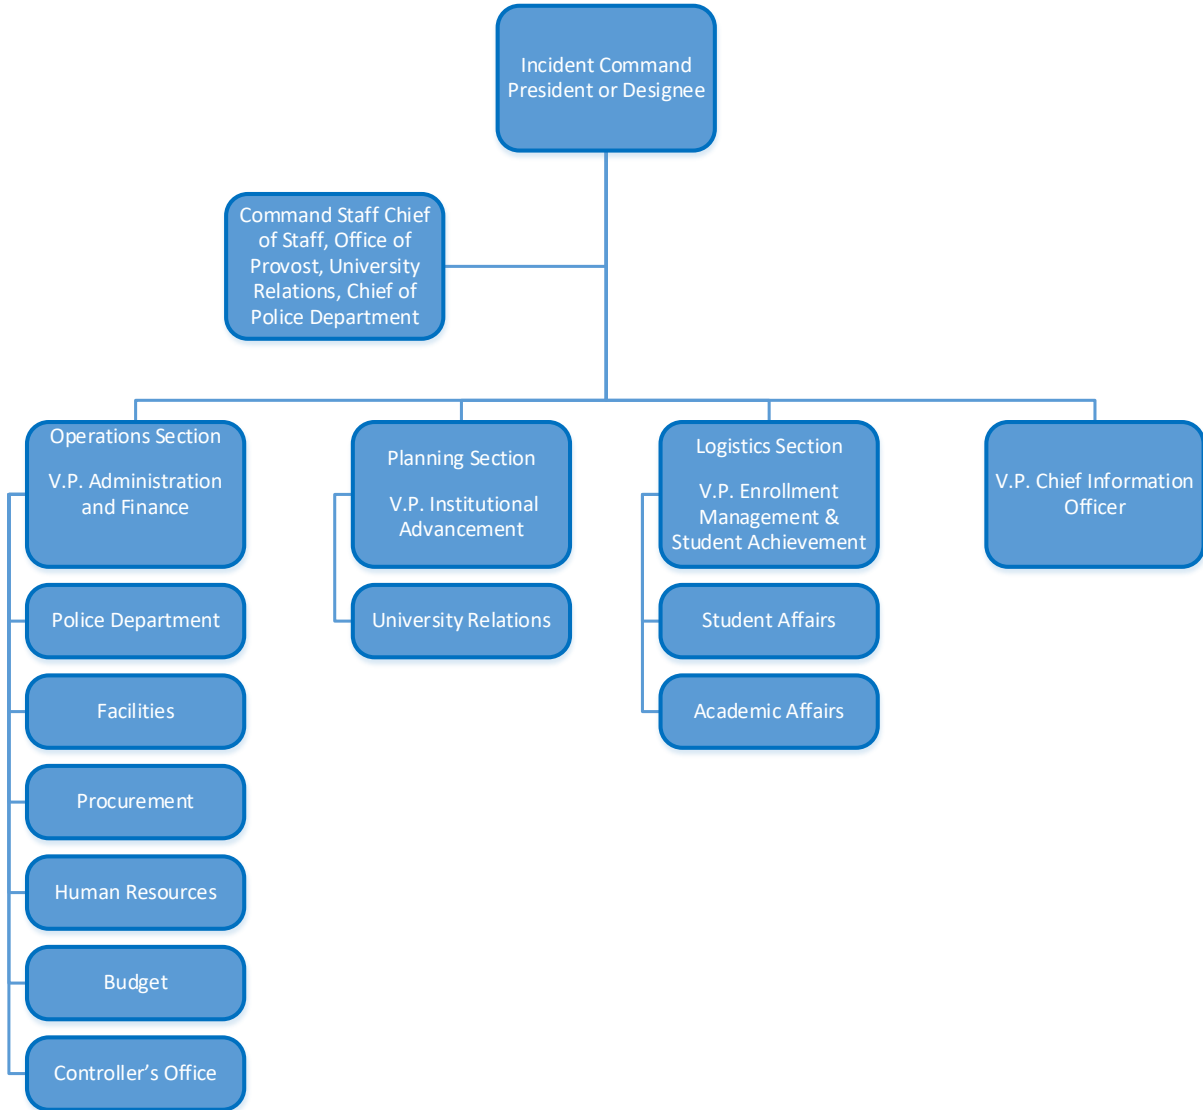 Incident Command
President or Designee
Command Staff Chief
of Staff, Office of
Provost, University
Relations, Chief of
Police Department
Operations Section
V.P. Administration
and Finance
Planning Section
V.P. Institutional
Advancement
Logistics Section
V.P. Enrollment
Management &
Student Achievement
V.P. Chief Information
Officer
Police Department
University Relations
Student Affairs
Facilities
Academic Affairs
Procurement
Human Resources
Budget
Controller’s Office